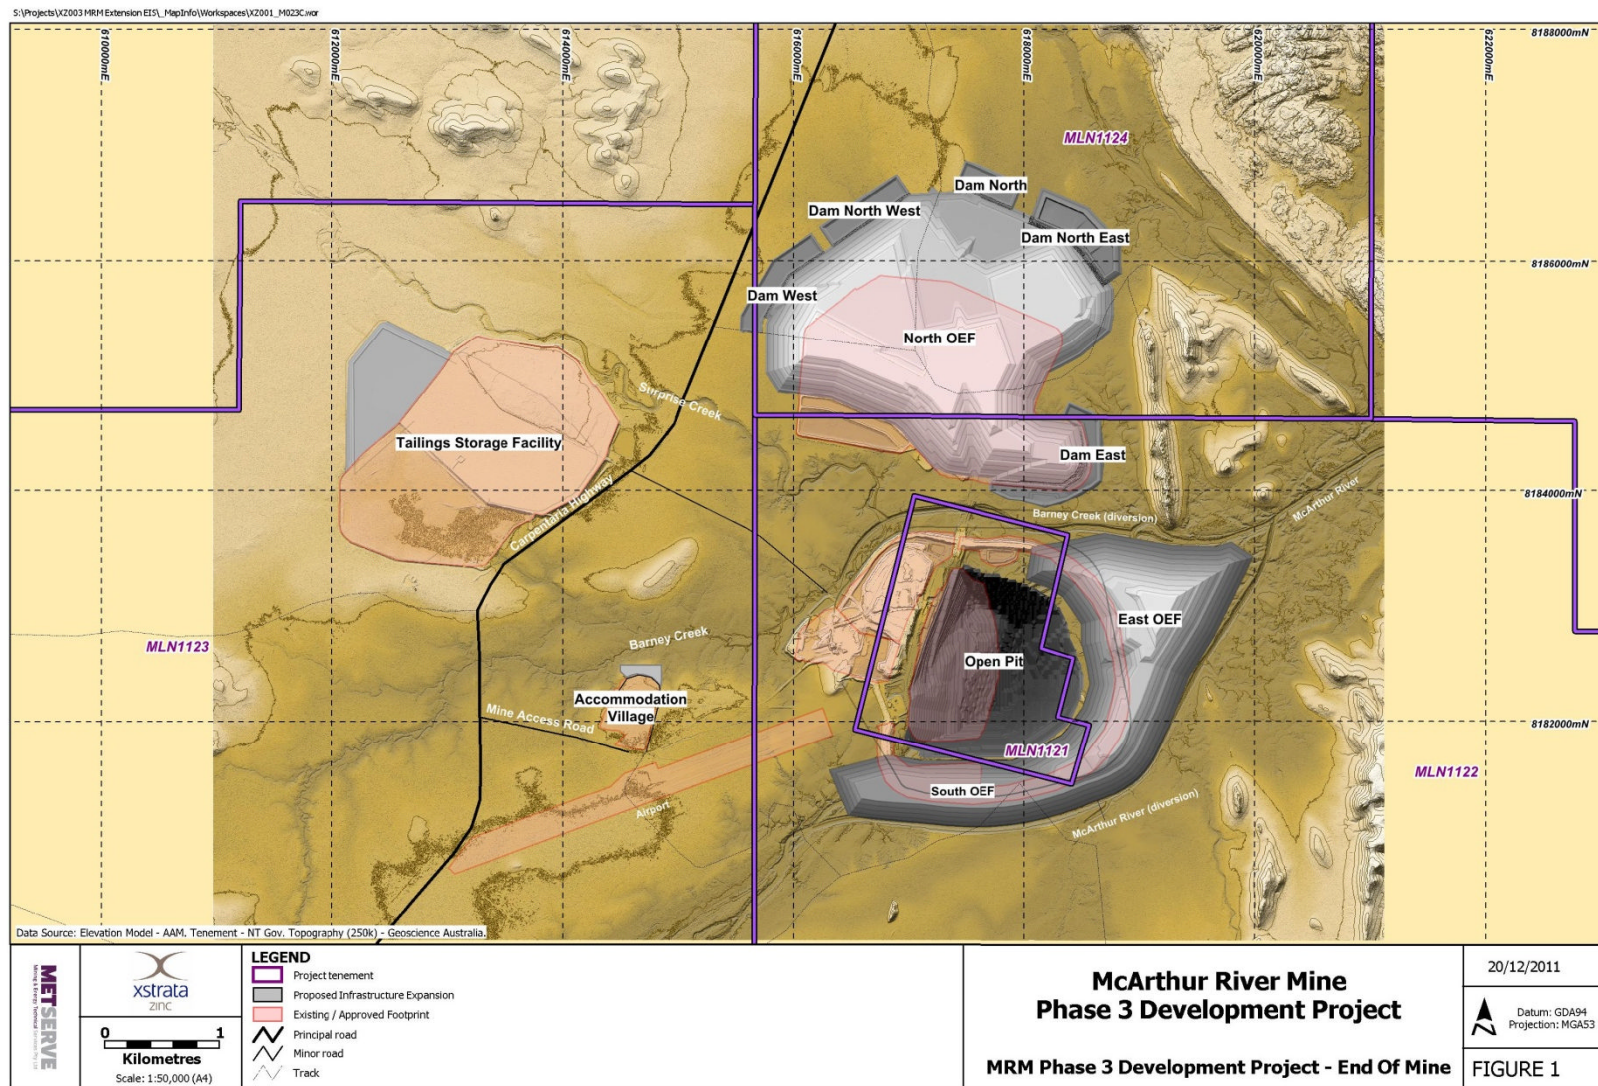 S:\Projects\XZ003 MRM Extension EIS\_MapInfo\Workspaces\XZ001_M023C.wor
610000mE
612000mE
614000mE
616000mE
618000mE
620000mE
622000mE
8188000mN
MLN1124
Dam North
Dam North West
Dam North East
8186000mN
Dam West
North OEF
Surprise Creek
Tailings Storage Facility
Dam East
8184000mN
McArthur River
Carpentaria Highway
Barney Creek (diversion)
East OEF
Barney Creek
MLN1123
Open Pit
Accommodation
Village
Mine Access Road
8182000mN
MLN1121
MLN1122
South OEF
Airport
McArthur River (diversion)
Data Source: Elevation Model - AAM, Tenement - NT Gov. Topography (250k) - Geoscience Australia.
METSERVE
Mining & Energy Technical Services Pty Ltd
xstrata
zinc
0 1
Kilometres
Scale: 1:50,000 (A4)
LEGEND
Project tenement
Proposed Infrastructure Expansion
Existing / Approved Footprint
Principal road
Minor road
Track
McArthur River Mine
Phase 3 Development Project
MRM Phase 3 Development Project - End Of Mine
20/12/2011
N
Datum: GDA94
Projection: MGA53
FIGURE 1